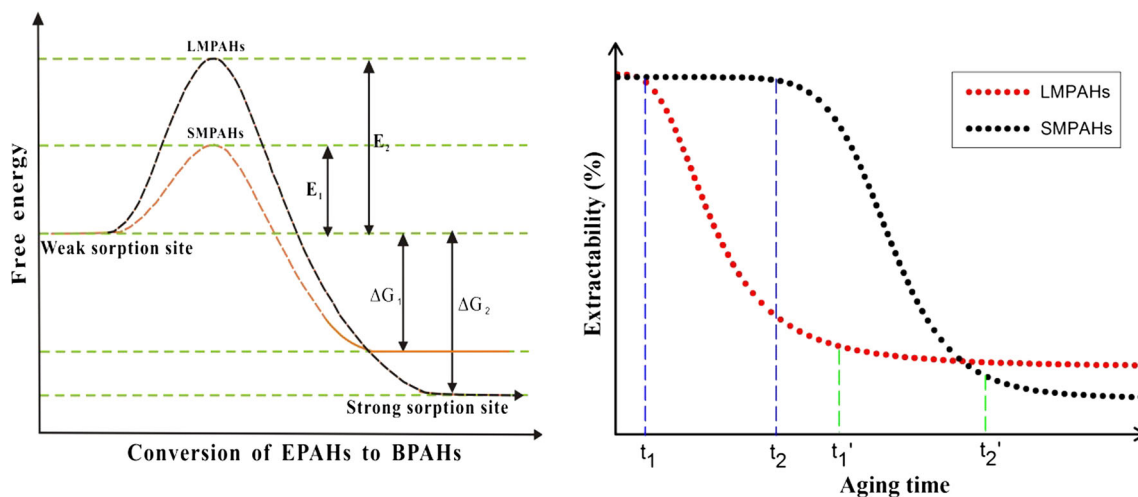 LMPAHs
SMPAHs
E₂
E₁
Weak sorption site
ΔG₁
ΔG₂
Strong sorption site
Free energy
Conversion of EPAHs to BPAHs
LMPAHs
SMPAHs
Extractability (%)
t₁
t₂
t₁'
t₂'
Aging time